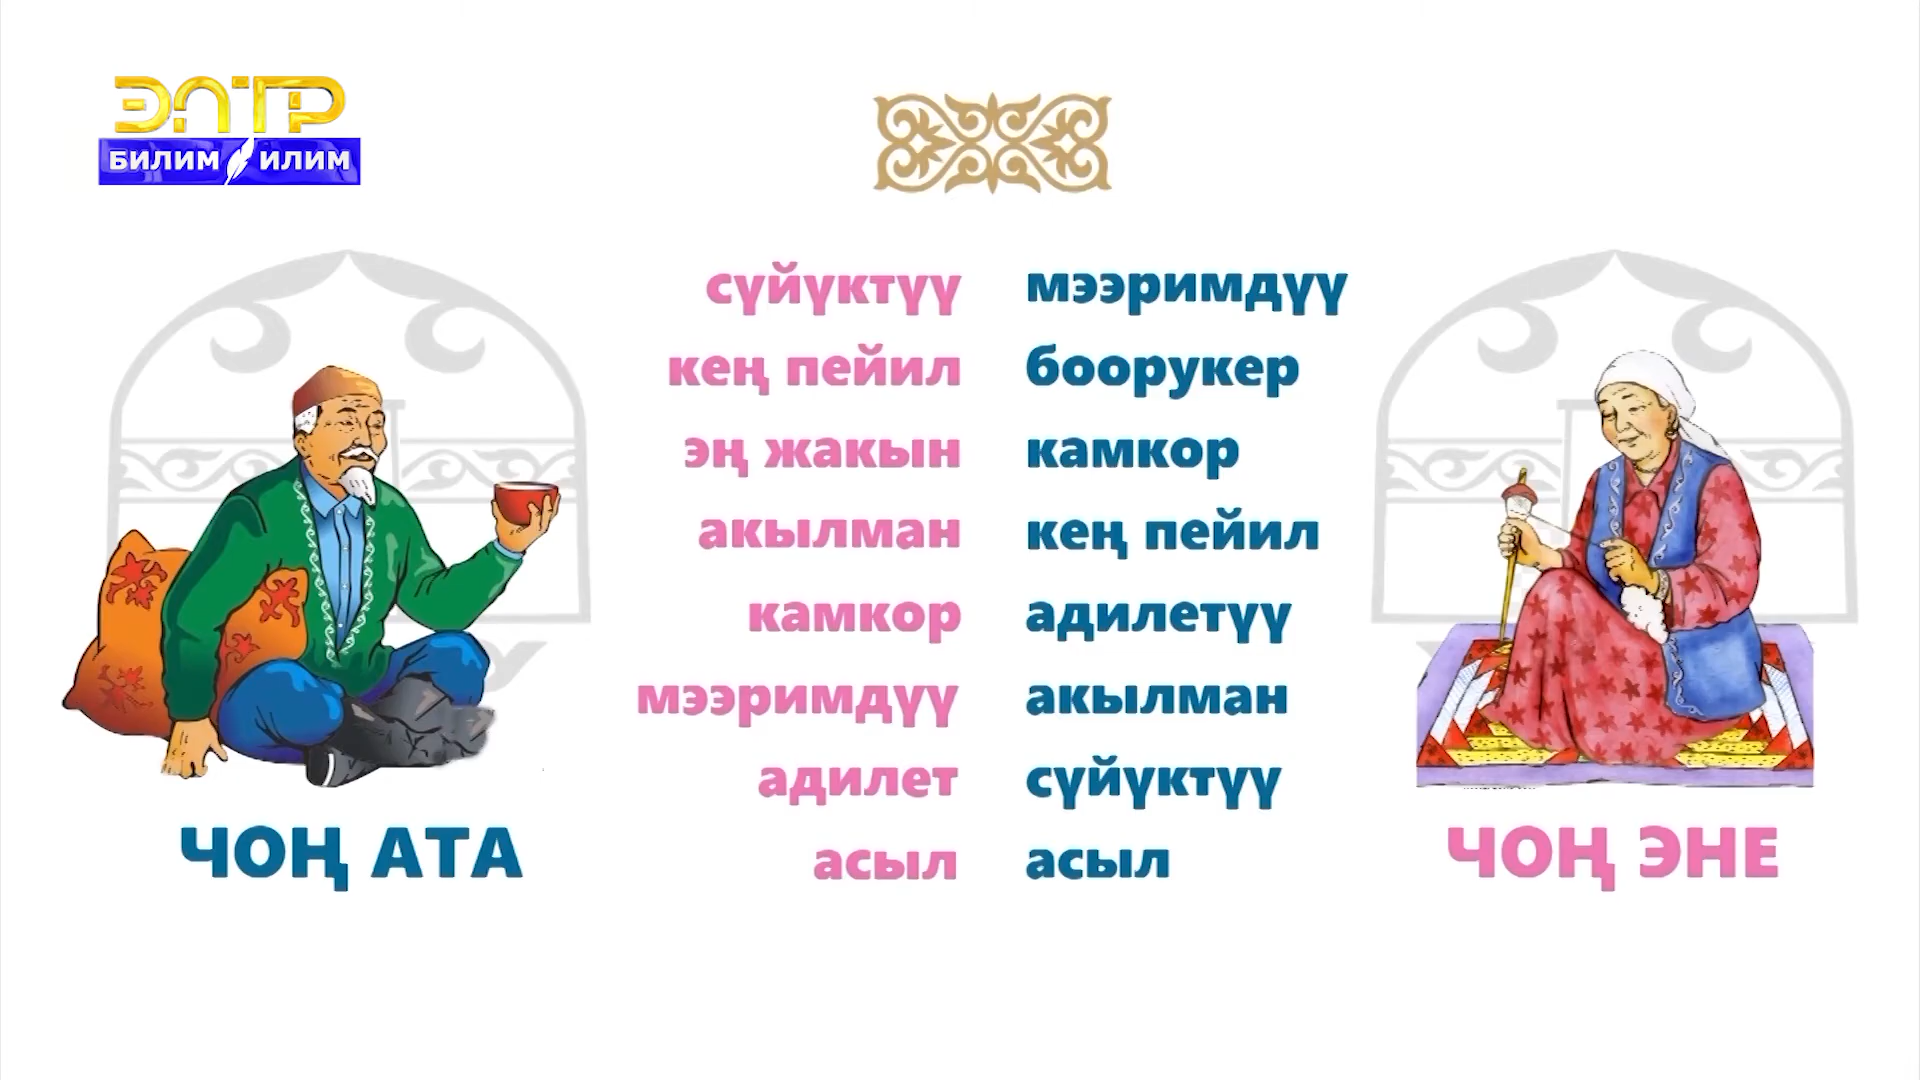 ЭЛТР
БИЛИМ ИЛИМ
сүйүктүү
кең пейил
эң жакын
акылман
камкор
мээримдүү
адилет
асыл
мээримдүү
боорукер
камкор
кең пейил
адилетүү
акылман
сүйүктүү
асыл
ЧОҢ АТА
ЧОҢ ЭНЕ